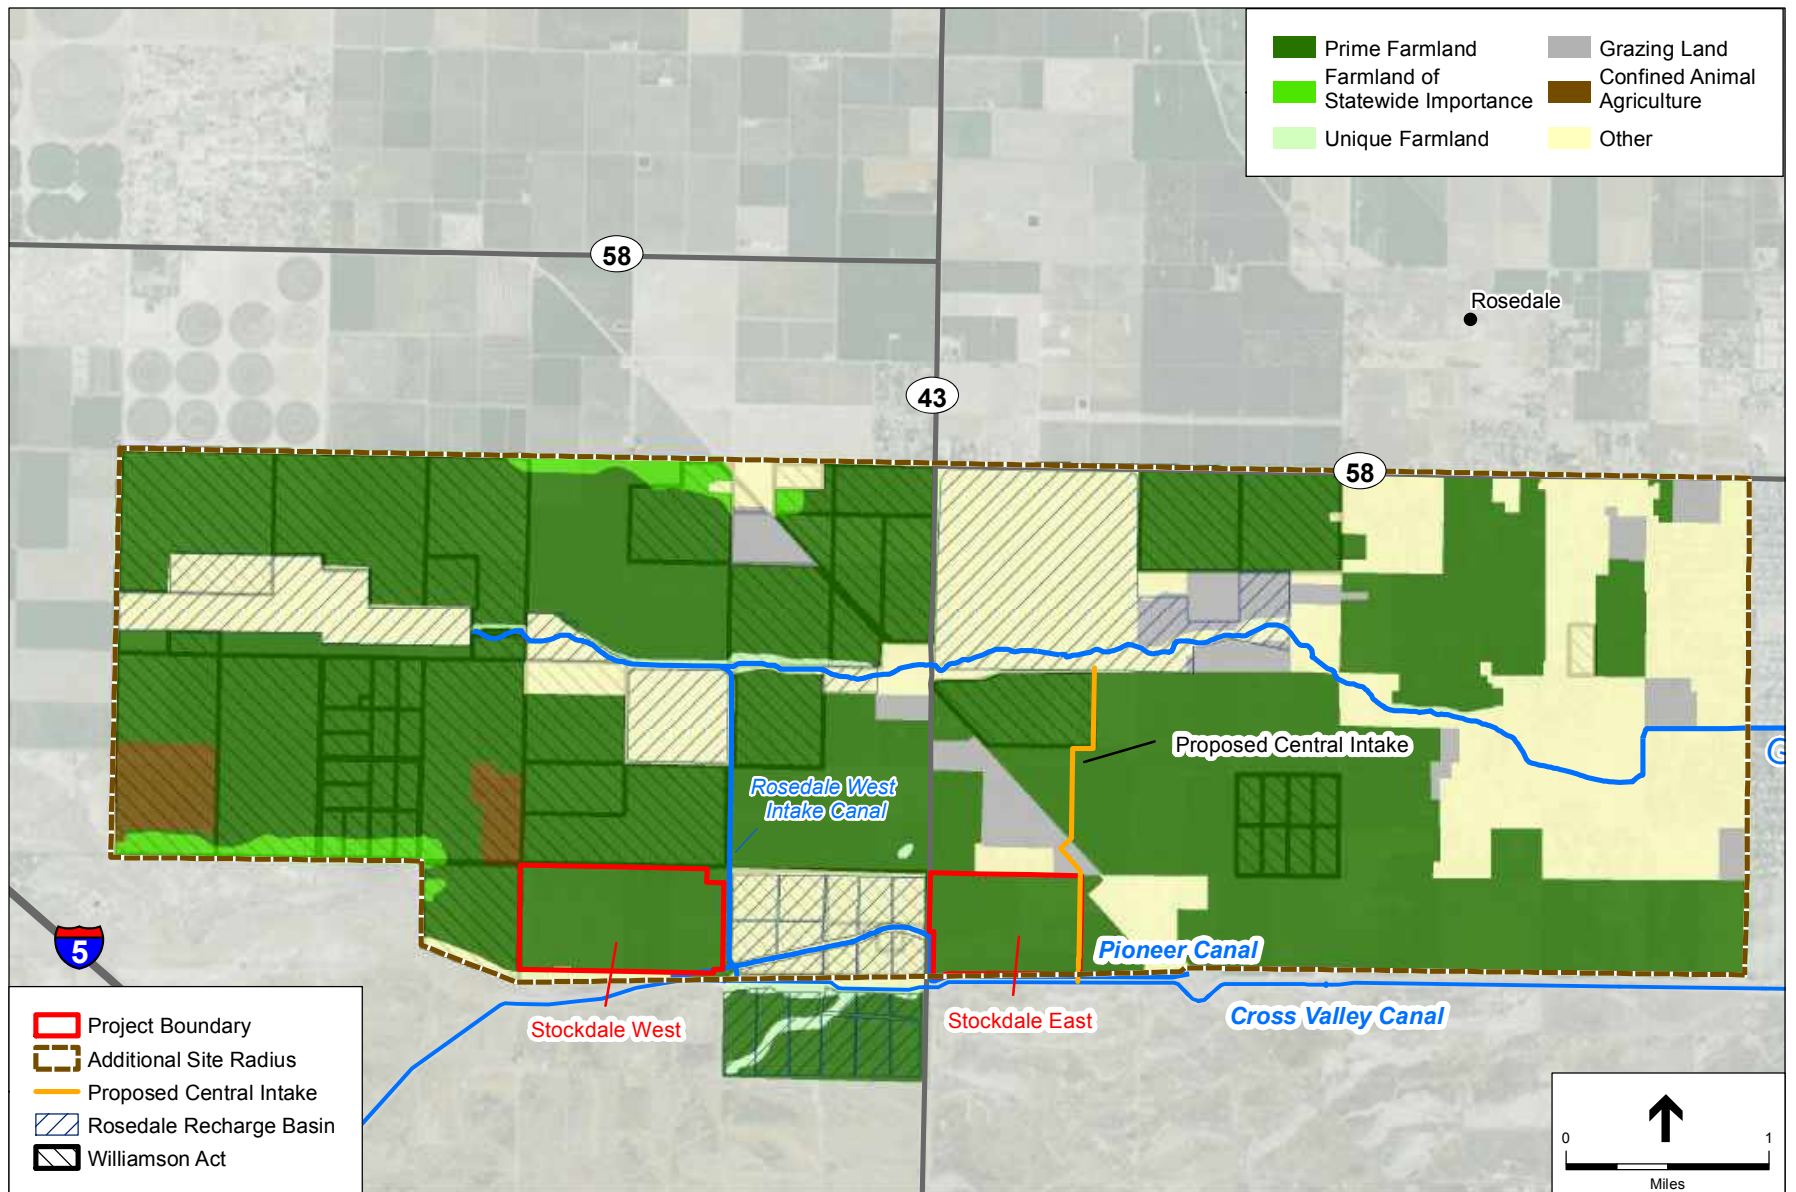 Prime Farmland
Farmland of
Statewide Importance
Unique Farmland
Grazing Land
Confined Animal
Agriculture
Other
58
Rosedale
43
58
Proposed Central Intake
Rosedale West
Intake Canal
G
5
Pioneer Canal
Cross Valley Canal
Stockdale West
Stockdale East
Project Boundary
Additional Site Radius
Proposed Central Intake
Rosedale Recharge Basin
Williamson Act
0 1
Miles